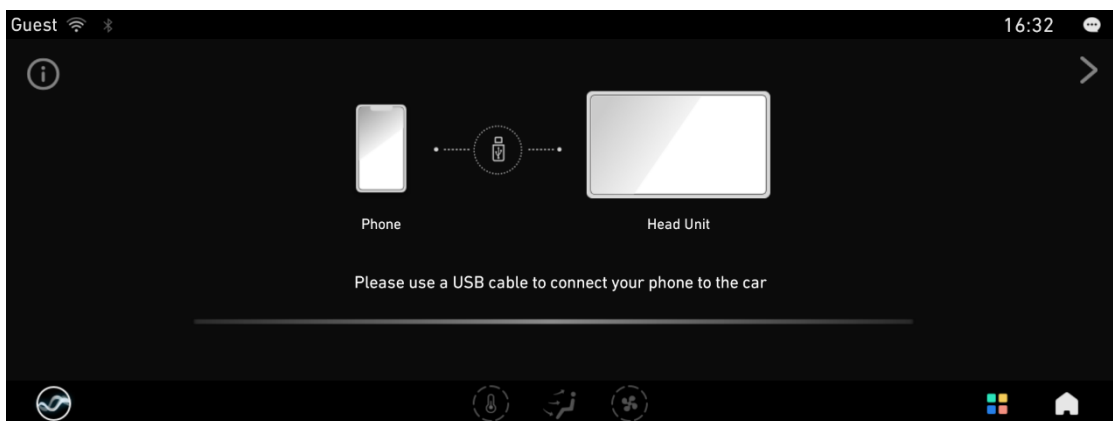 Guest
16:32
Phone
Head Unit
Please use a USB cable to connect your phone to the car